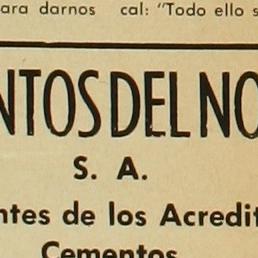 ara darnos cal: "Todo ello s
NTOS DEL NO
S. A.
ntes de los Acredit
Cementos